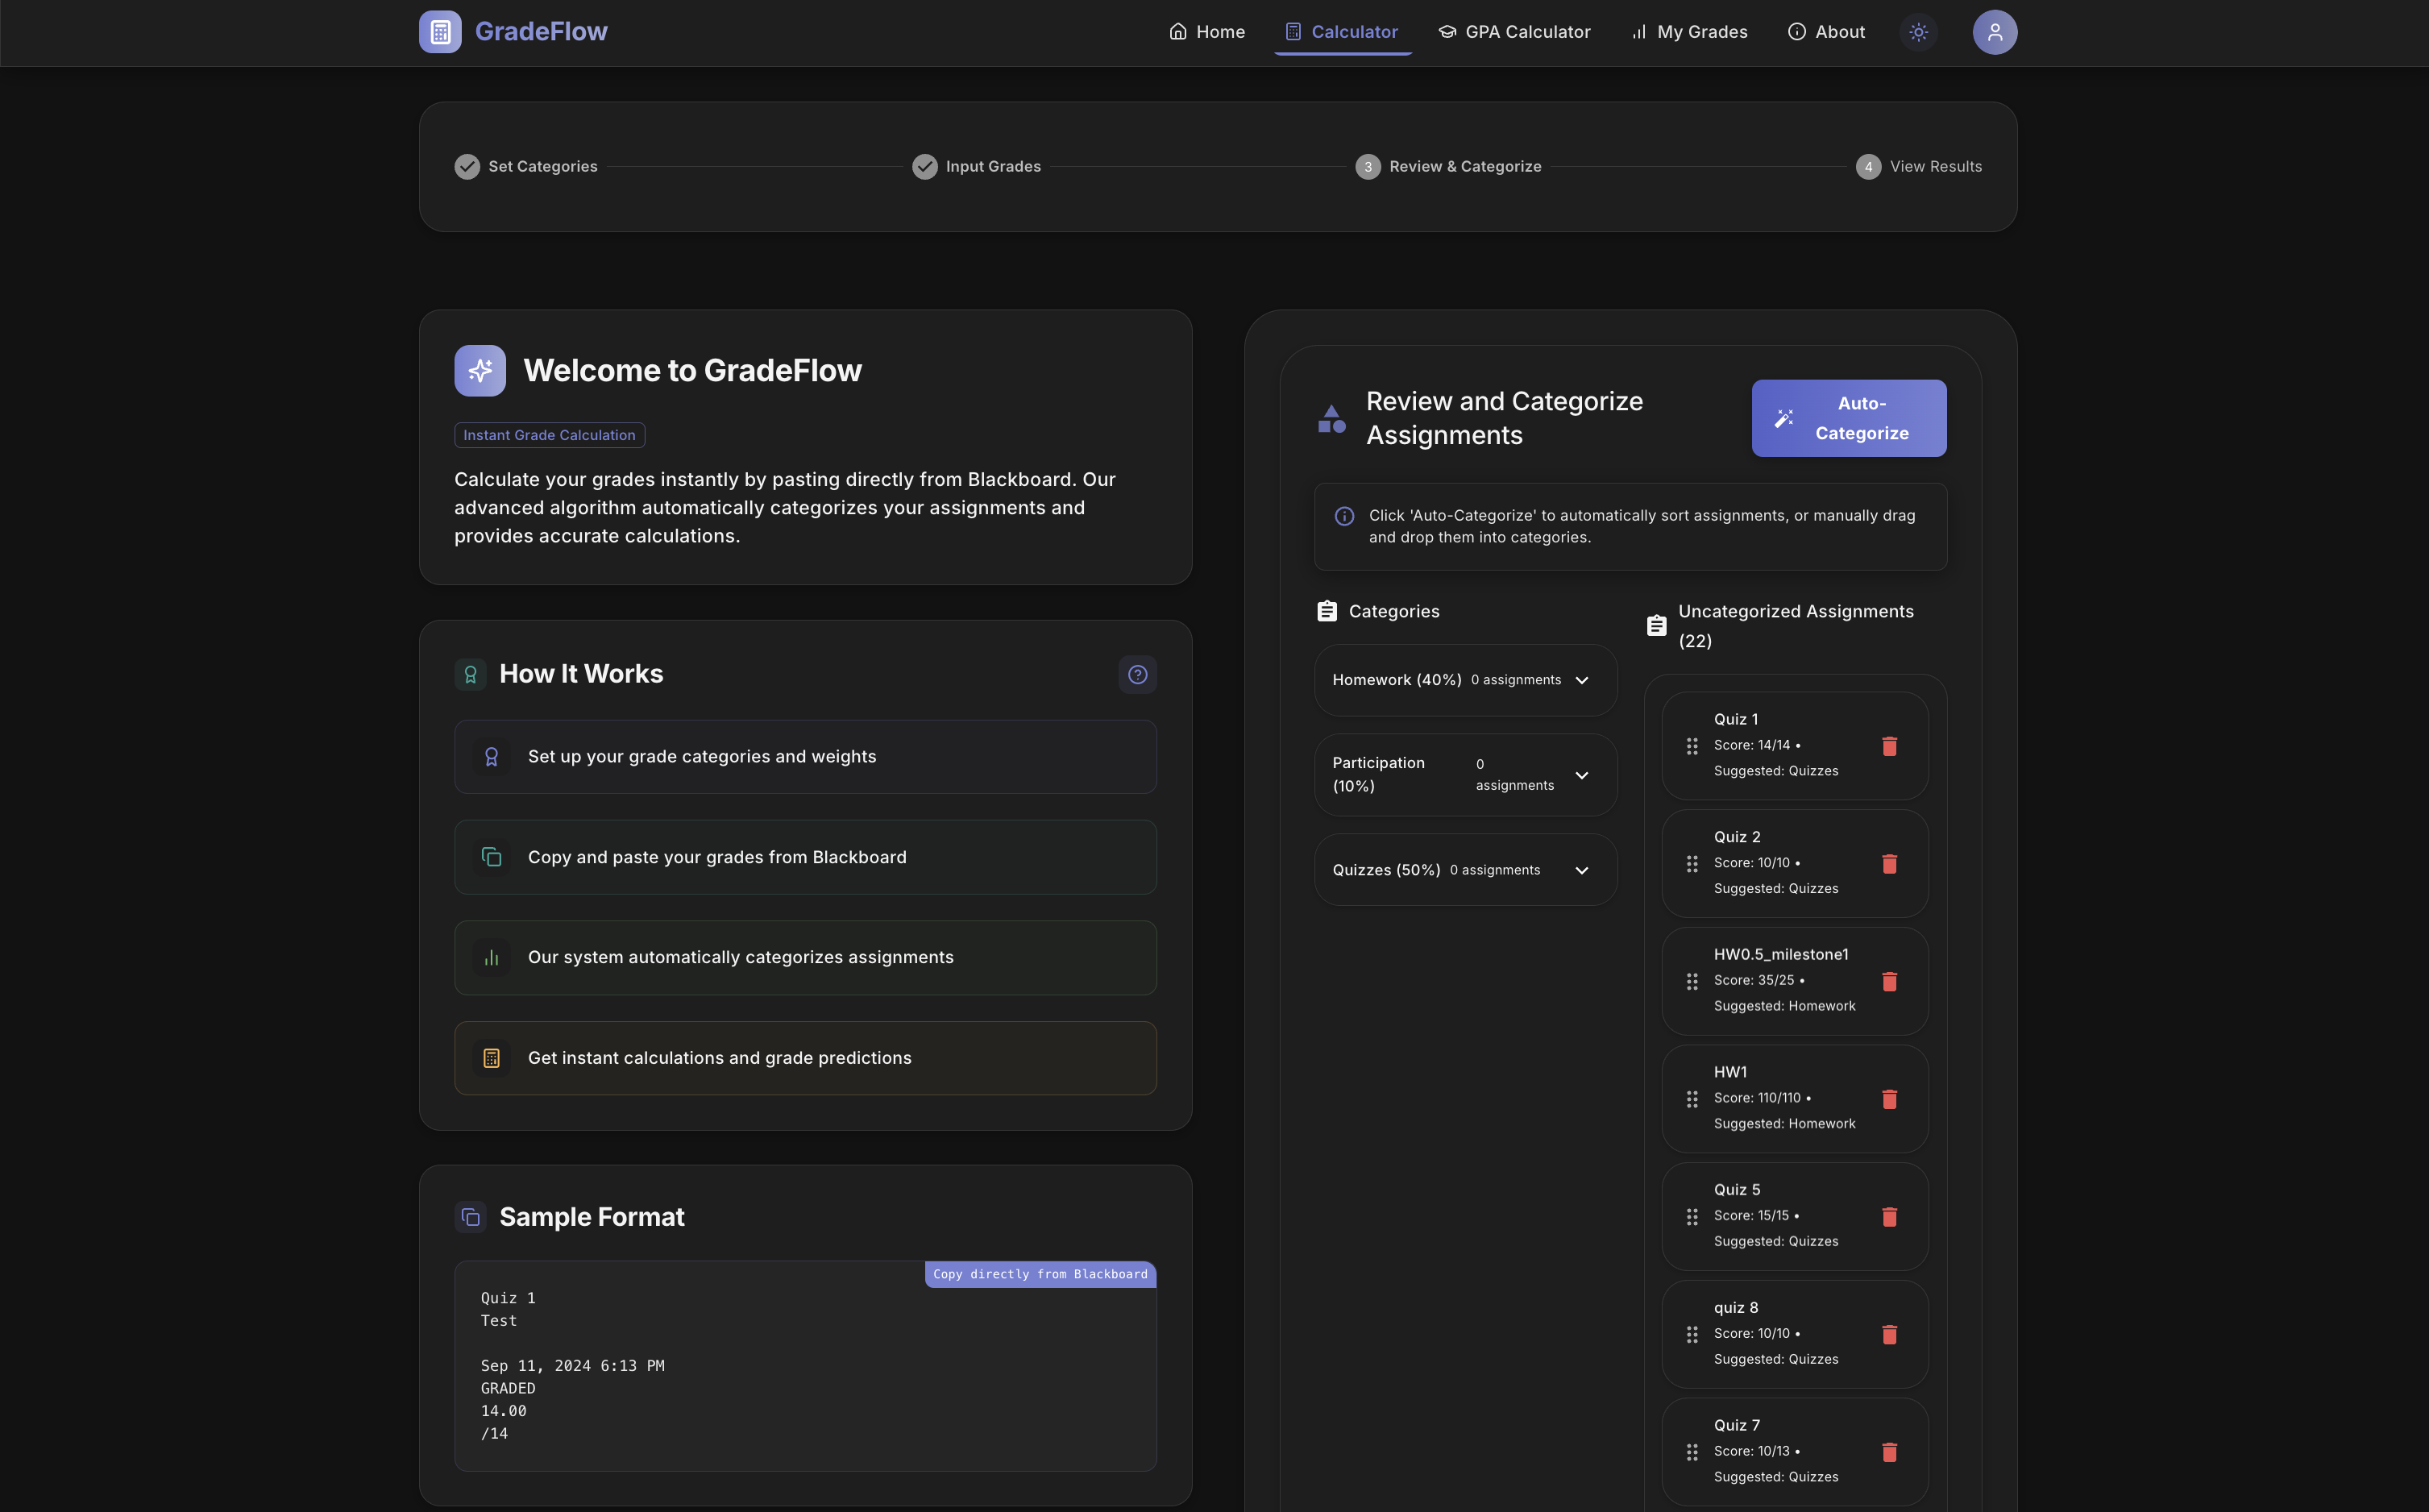 GradeFlow
Home
Calculator
GPA Calculator
My Grades
About
Set Categories
Input Grades
3
Review & Categorize
4
View Results
Welcome to GradeFlow
Instant Grade Calculation
Calculate your grades instantly by pasting directly from Blackboard. Our
advanced algorithm automatically categorizes your assignments and
provides accurate calculations.
How It Works
Set up your grade categories and weights
Copy and paste your grades from Blackboard
Our system automatically categorizes assignments
Get instant calculations and grade predictions
Sample Format
Copy directly from Blackboard
Quiz 1
Test
Sep 11, 2024 6:13 PM
GRADED
14.00
/14
Review and Categorize
Assignments
Auto-
Categorize
Click 'Auto-Categorize' to automatically sort assignments, or manually drag
and drop them into categories.
Categories
Homework (40%)
0 assignments
Participation
(10%)
0
assignments
Quizzes (50%)
0 assignments
Uncategorized Assignments
(22)
Quiz 1
Score: 14/14 •
Suggested: Quizzes
Quiz 2
Score: 10/10 •
Suggested: Quizzes
HW0.5_milestone1
Score: 35/25 •
Suggested: Homework
HW1
Score: 110/110 •
Suggested: Homework
Quiz 5
Score: 15/15 •
Suggested: Quizzes
quiz 8
Score: 10/10 •
Suggested: Quizzes
Quiz 7
Score: 10/13 •
Suggested: Quizzes